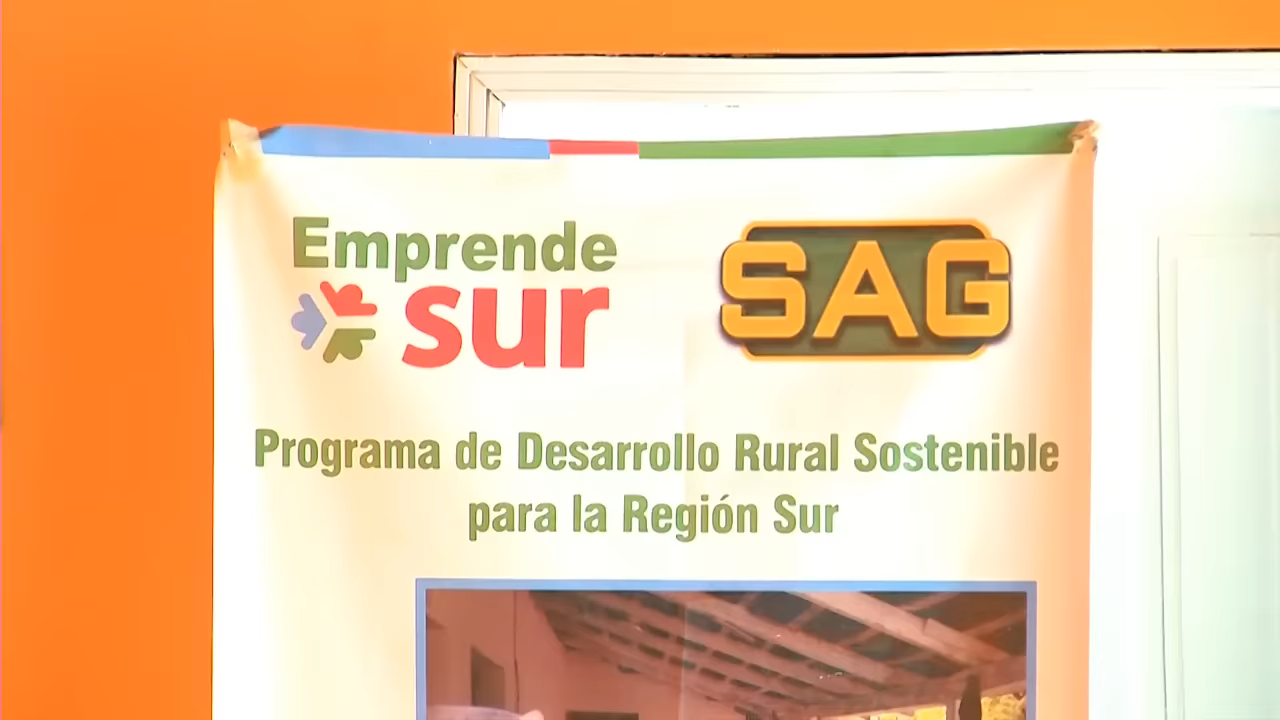 Emprende
sur
SAG
Programa de Desarrollo Rural Sostenible
para la Región Sur